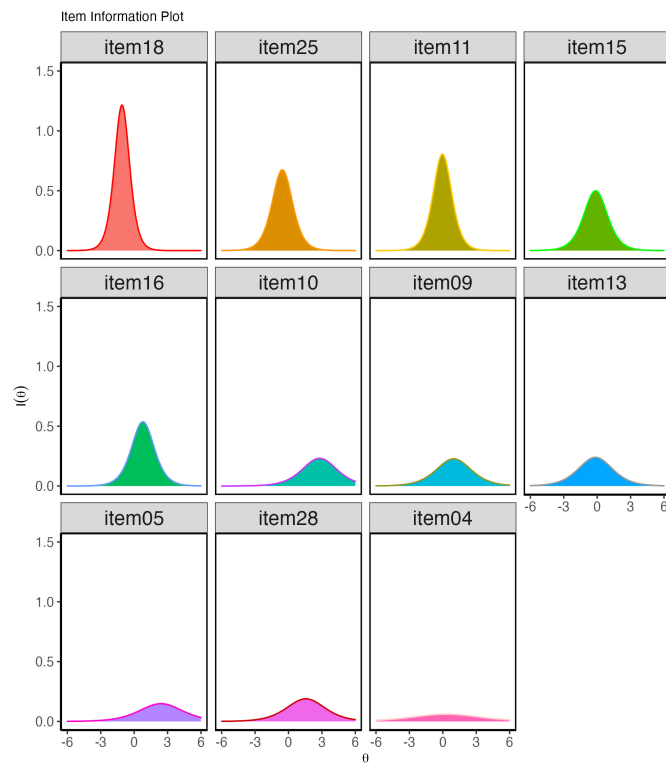 Item Information Plot
item18 item25 item11 item15
1.5
1.0
0.5
0.0
item16 item10 item09 item13
1.5
1.0
0.5
0.0
I(θ)
-6 -3 0 3 6
item05 item28 item04
1.5
1.0
0.5
0.0
-6 -3 0 3 6 -6 -3 0 3 6 -6 -3 0 3 6
θ